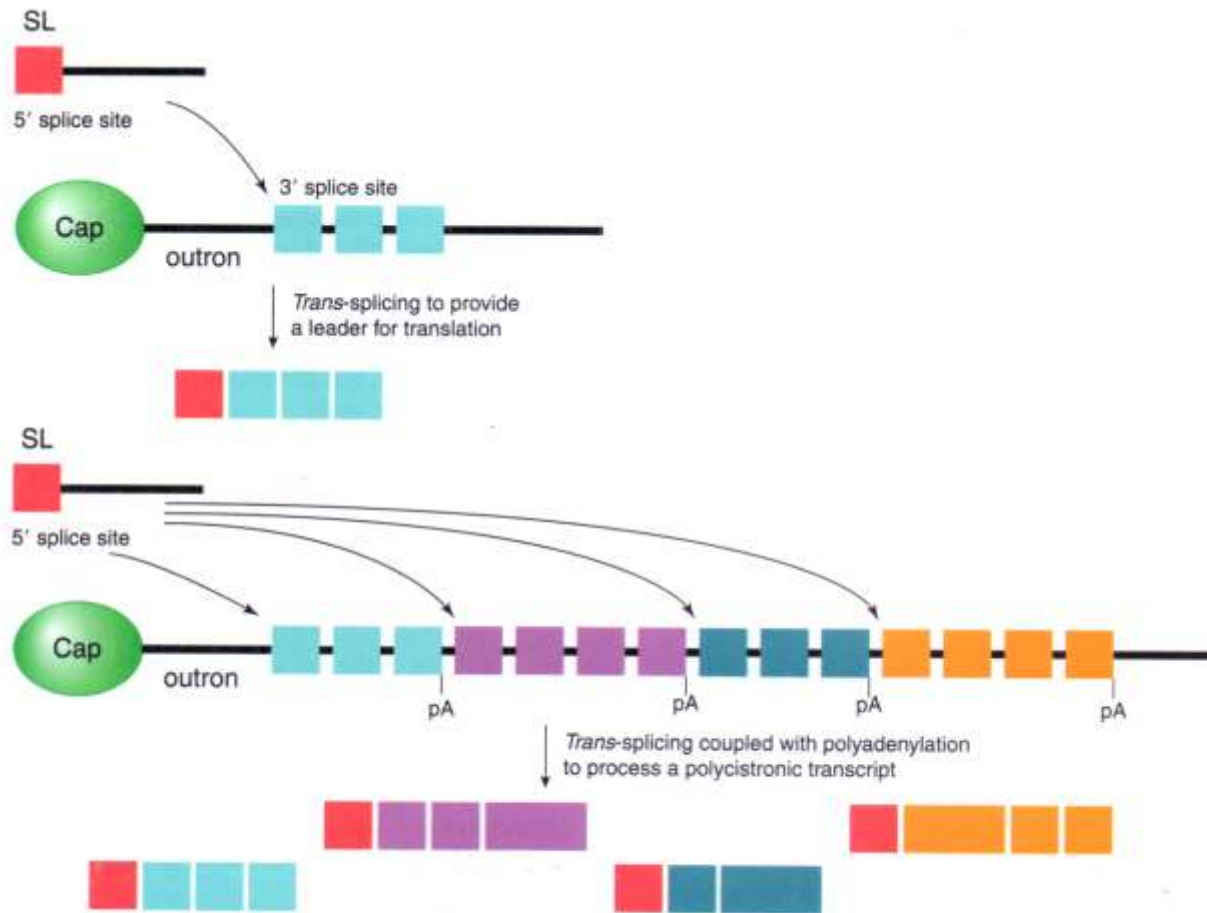 SL
5′ splice site
3′ splice site
Cap
outron
Trans-splicing to provide
a leader for translation
SL
5′ splice site
Cap
outron
pA
pA
pA
pA
Trans-splicing coupled with polyadenylation
to process a polycistronic transcript